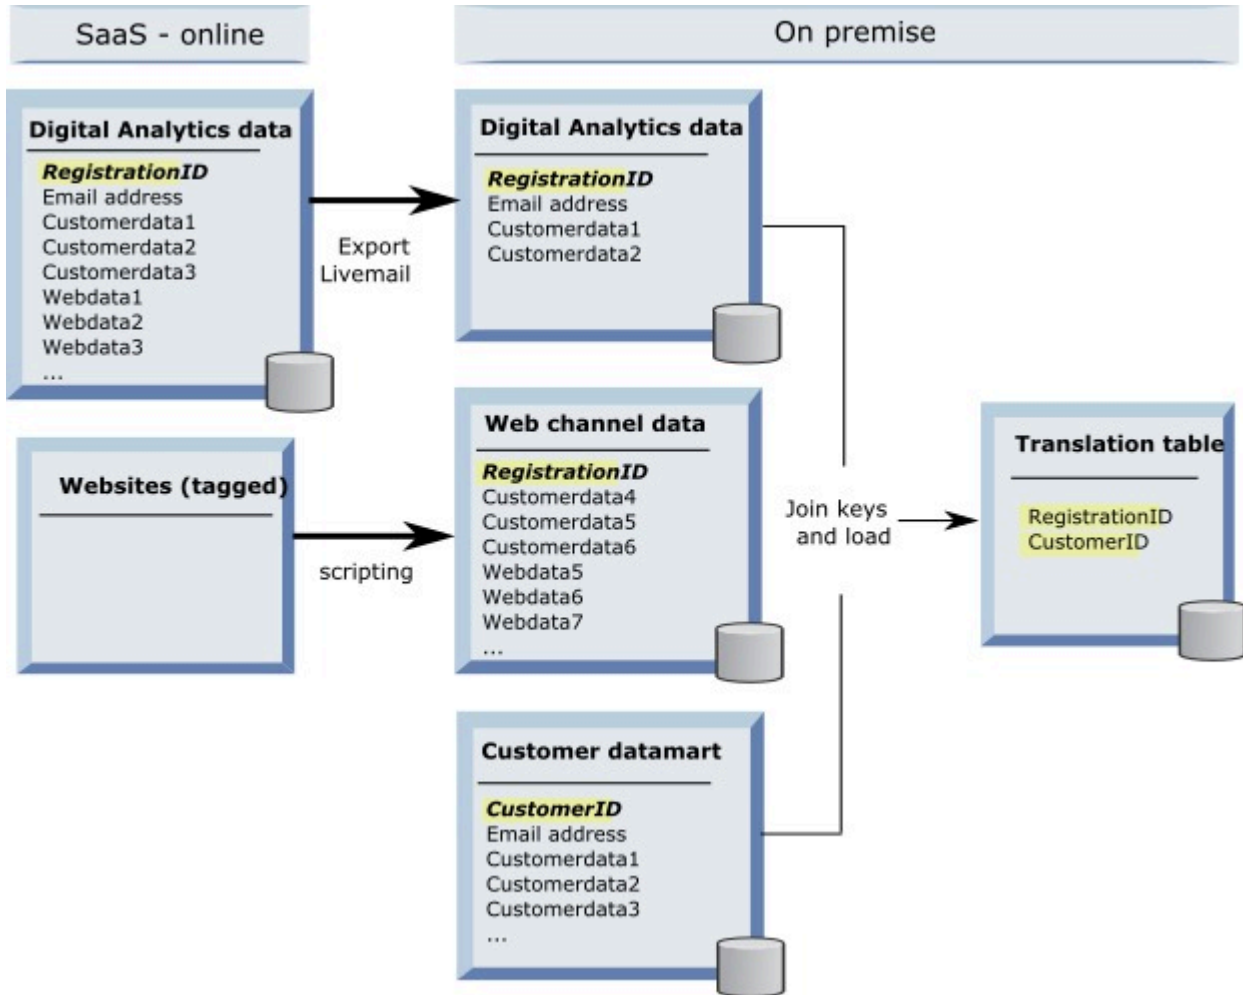 SaaS - online
On premise
Digital Analytics data
RegistrationID
Email address
Customerdata1
Customerdata2
Customerdata3
Webdata1
Webdata2
Webdata3
...
Export
Livemail
Digital Analytics data
RegistrationID
Email address
Customerdata1
Customerdata2
Websites (tagged)
scripting
Web channel data
RegistrationID
Customerdata4
Customerdata5
Customerdata6
Webdata5
Webdata6
Webdata7
...
Customer datamart
CustomerID
Email address
Customerdata1
Customerdata2
Customerdata3
...
Join keys
and load
Translation table
RegistrationID
CustomerID